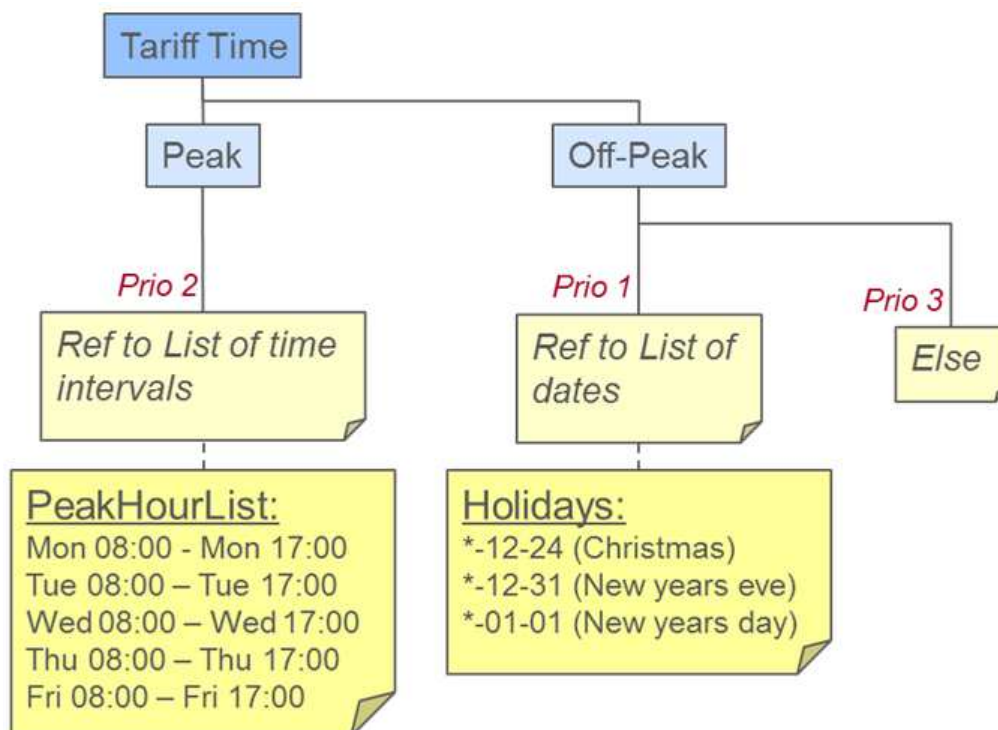 Tariff Time
Peak
Off-Peak
Prio 2
Prio 1
Prio 3
Ref to List of time
intervals
Ref to List of
dates
Else
PeakHourList:
Mon 08:00 - Mon 17:00
Tue 08:00 – Tue 17:00
Wed 08:00 – Wed 17:00
Thu 08:00 – Thu 17:00
Fri 08:00 – Fri 17:00
Holidays:
*-12-24 (Christmas)
*-12-31 (New years eve)
*-01-01 (New years day)